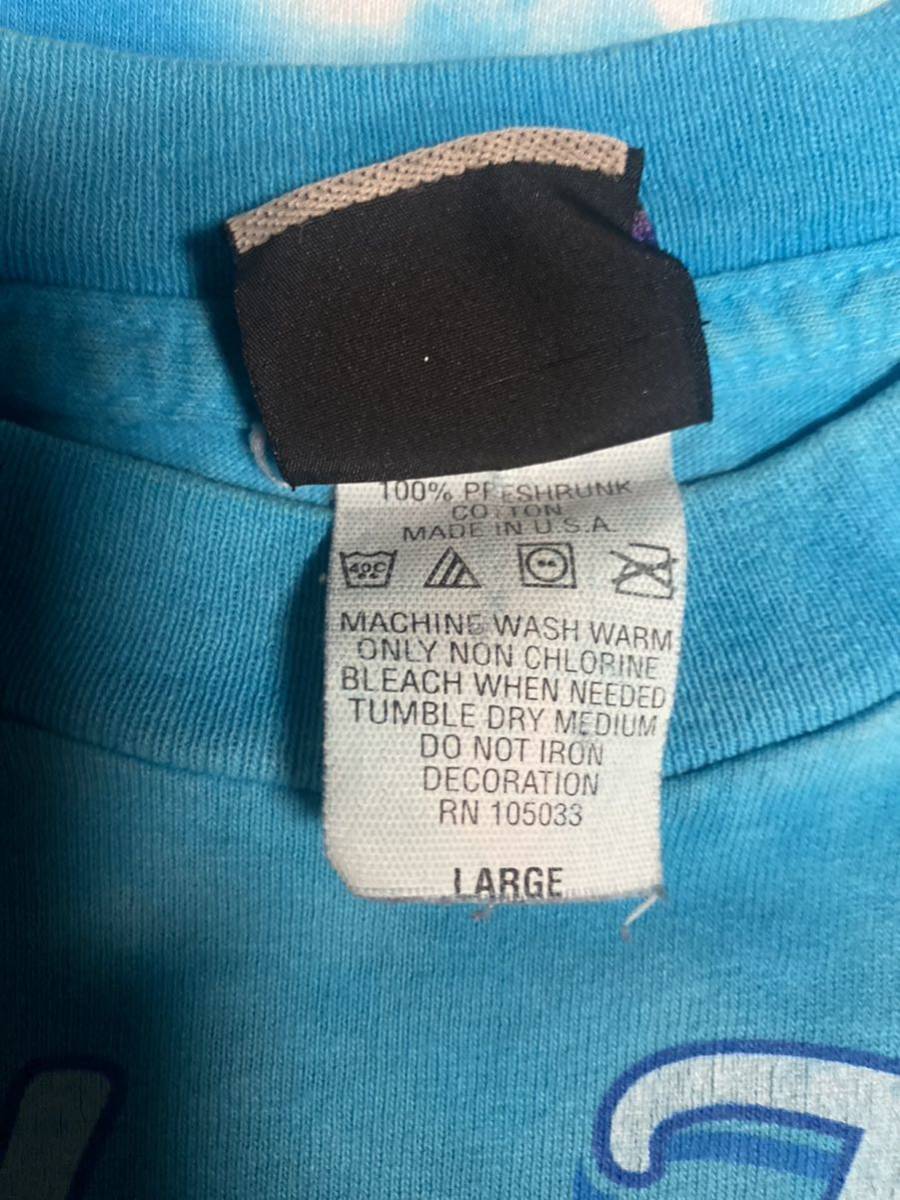 100% PRESHRUNK
COTTON
MADE IN U.S.A.
40C
MACHINE WASH WARM
ONLY NON CHLORINE
BLEACH WHEN NEEDED
TUMBLE DRY MEDIUM
DO NOT IRON
DECORATION
RN 105033
LARGE